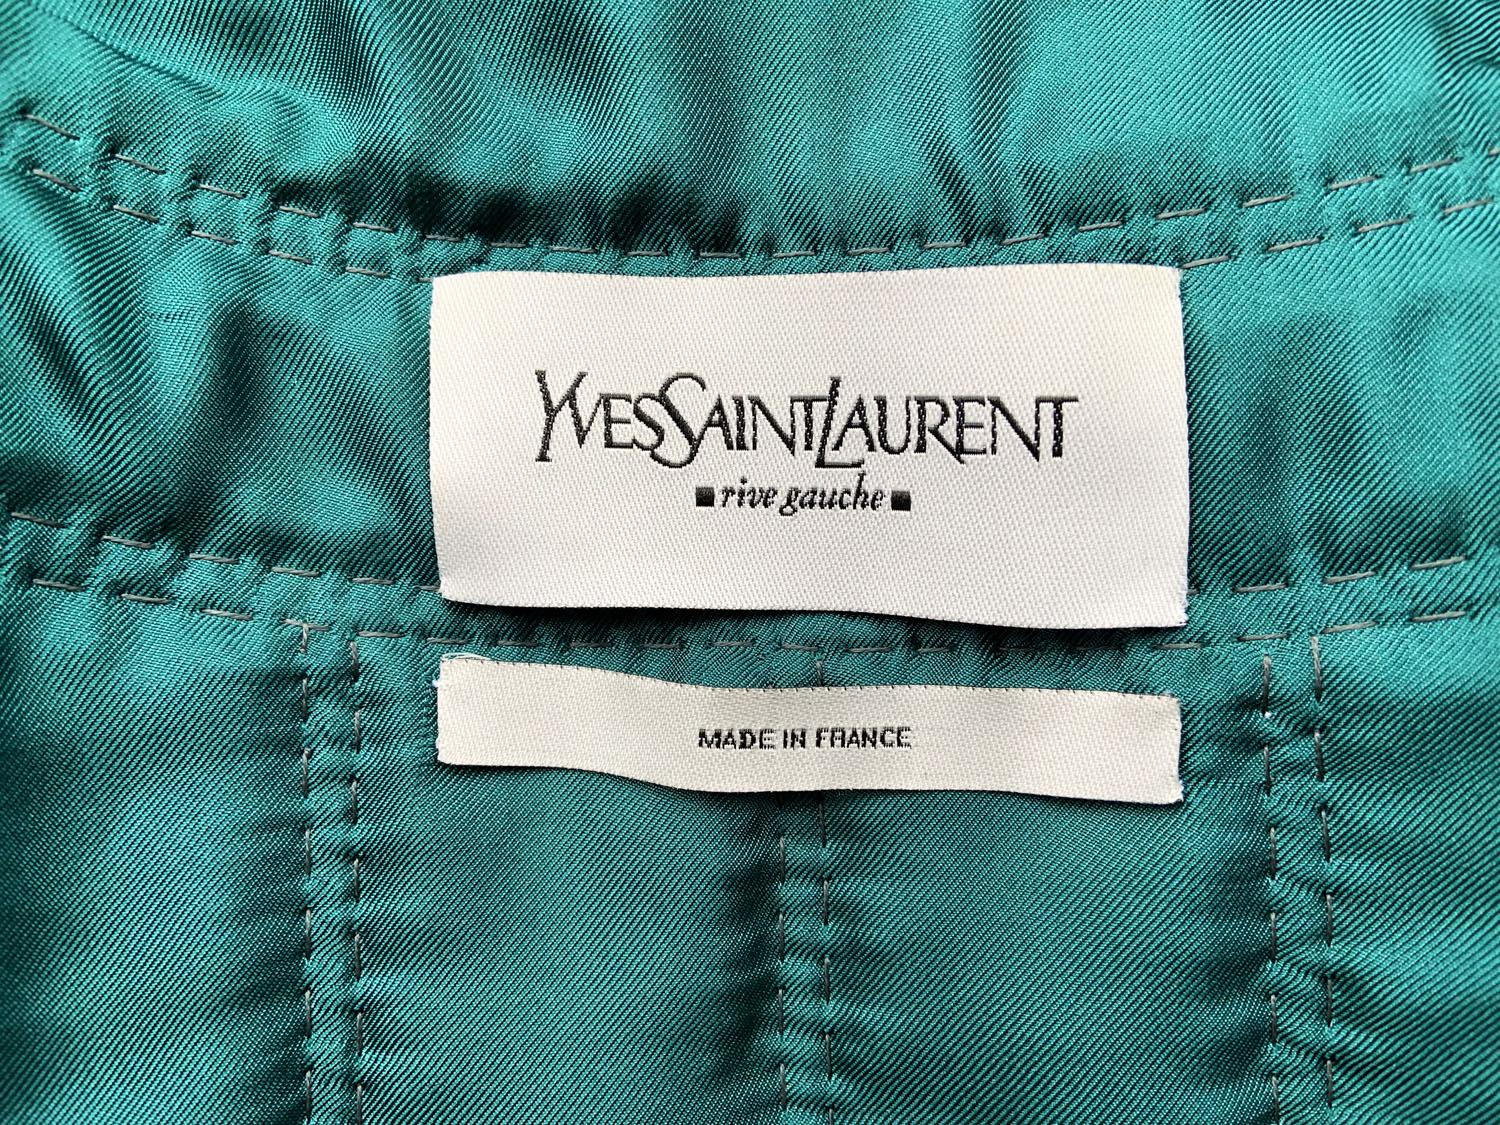 YVESSAINTLAURENT
rive gauche
MADE IN FRANCE